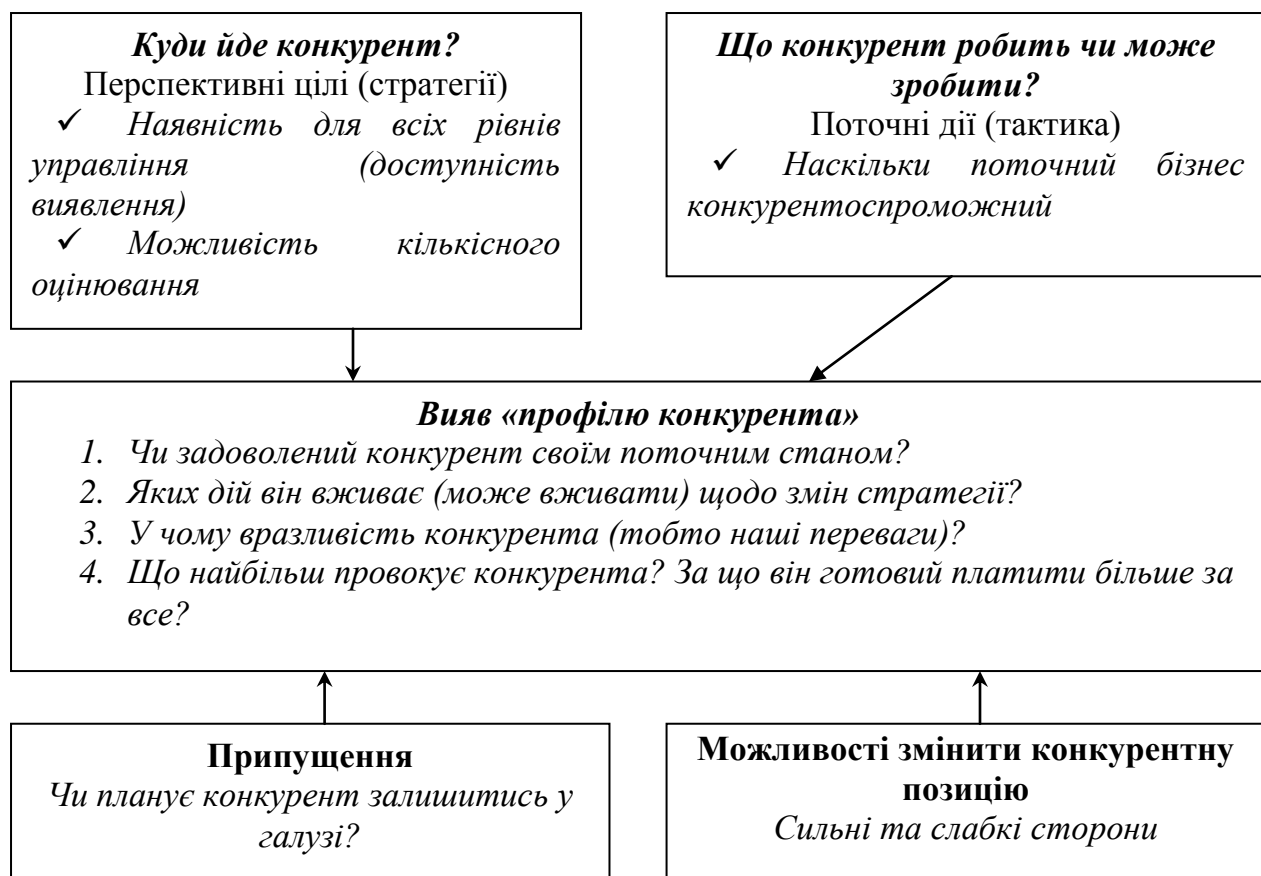 Куди йде конкурент?
Перспективні цілі (стратегії)
✓ Наявність для всіх рівнів
управління (доступність
виявлення)
✓ Можливість кількісного
оцінювання
Що конкурент робить чи може
зробити?
Поточні дії (тактика)
✓ Наскільки поточний бізнес
конкурентоспроможний
Вияв «профілю конкурента»
1. Чи задоволений конкурент своїм поточним станом?
2. Яких дій він вживає (може вживати) щодо змін стратегії?
3. У чому вразливість конкурента (тобто наші переваги)?
4. Що найбільш провокує конкурента? За що він готовий платити більше за
все?
Припущення
Чи планує конкурент залишитись у
галузі?
Можливості змінити конкурентну
позицію
Сильні та слабкі сторони